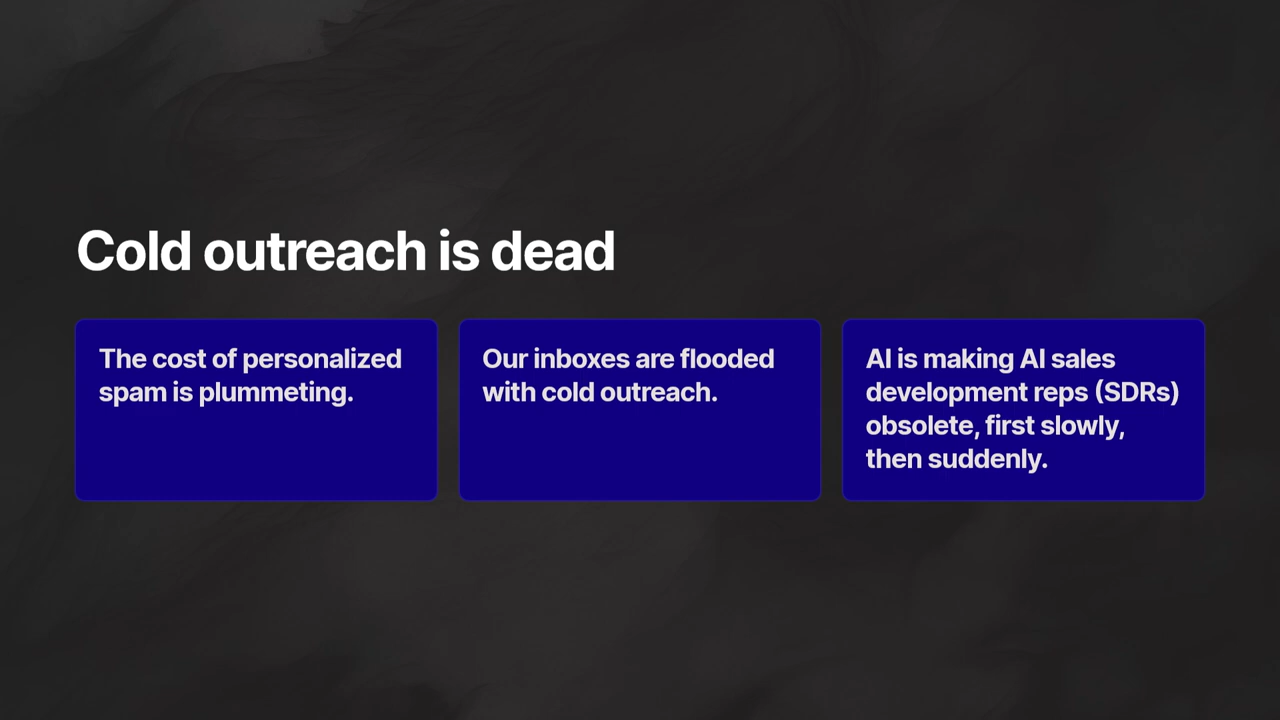 Cold outreach is dead
The cost of personalized
spam is plummeting.
Our inboxes are flooded
with cold outreach.
AI is making AI sales
development reps (SDRs)
obsolete, first slowly,
then suddenly.